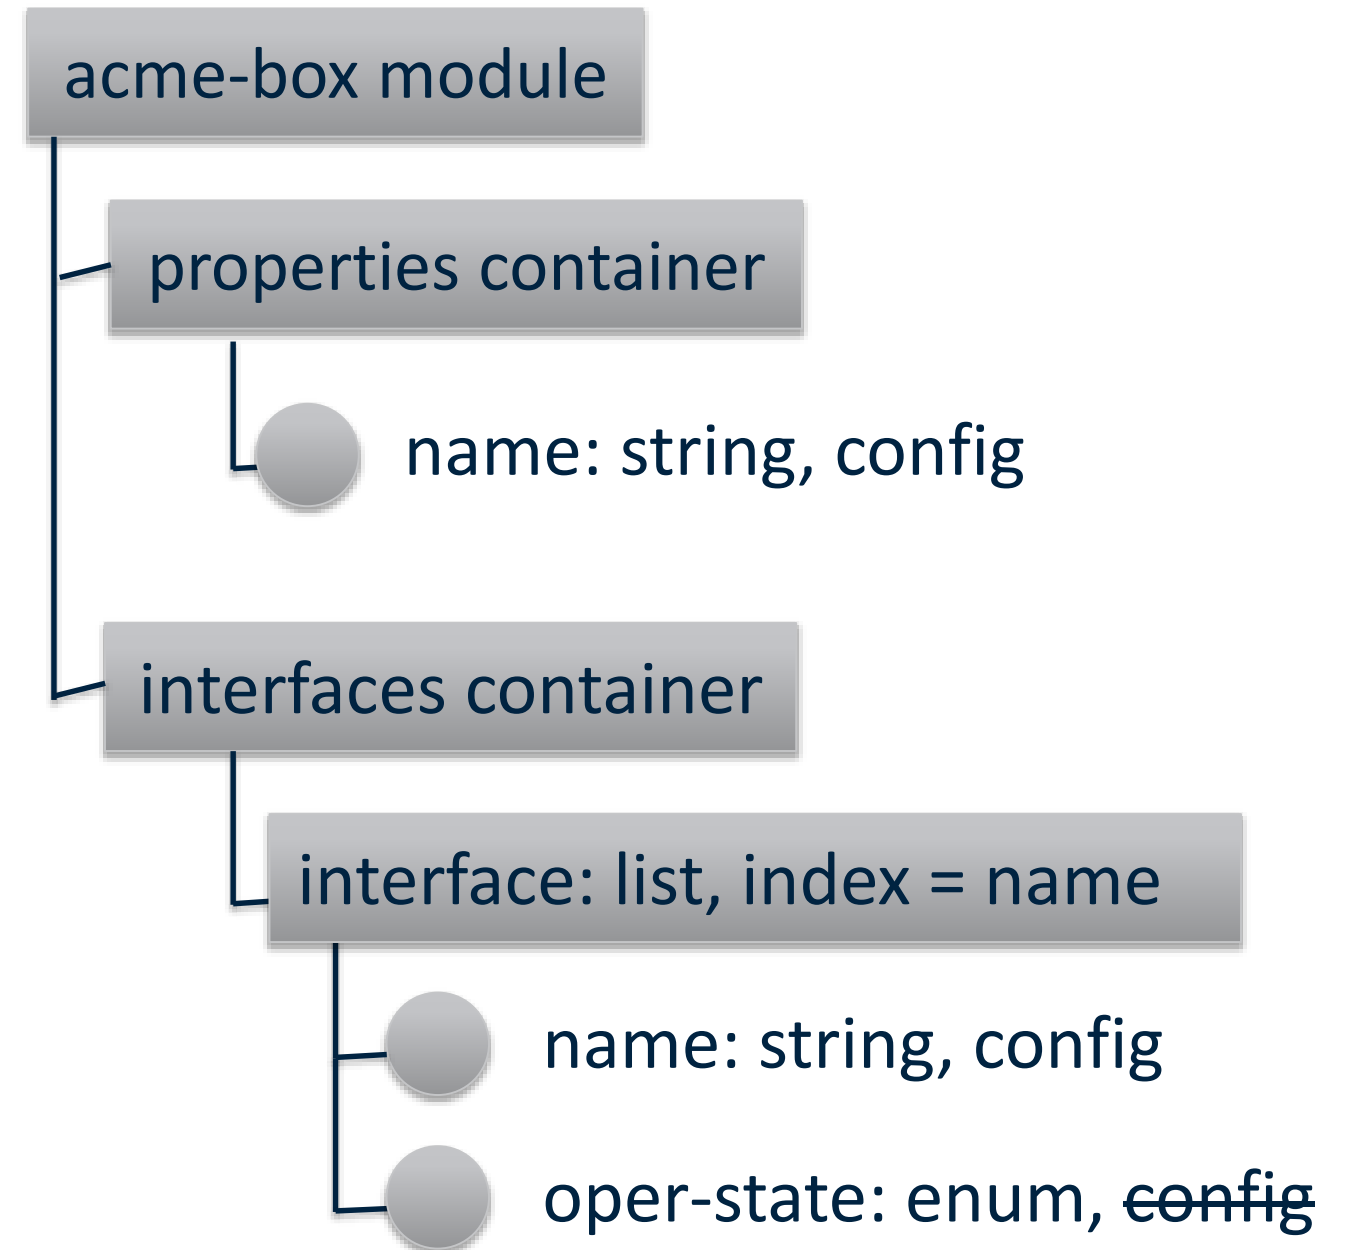 acme-box module
properties container
name: string, config
interfaces container
interface: list, index = name
name: string, config
oper-state: enum, config